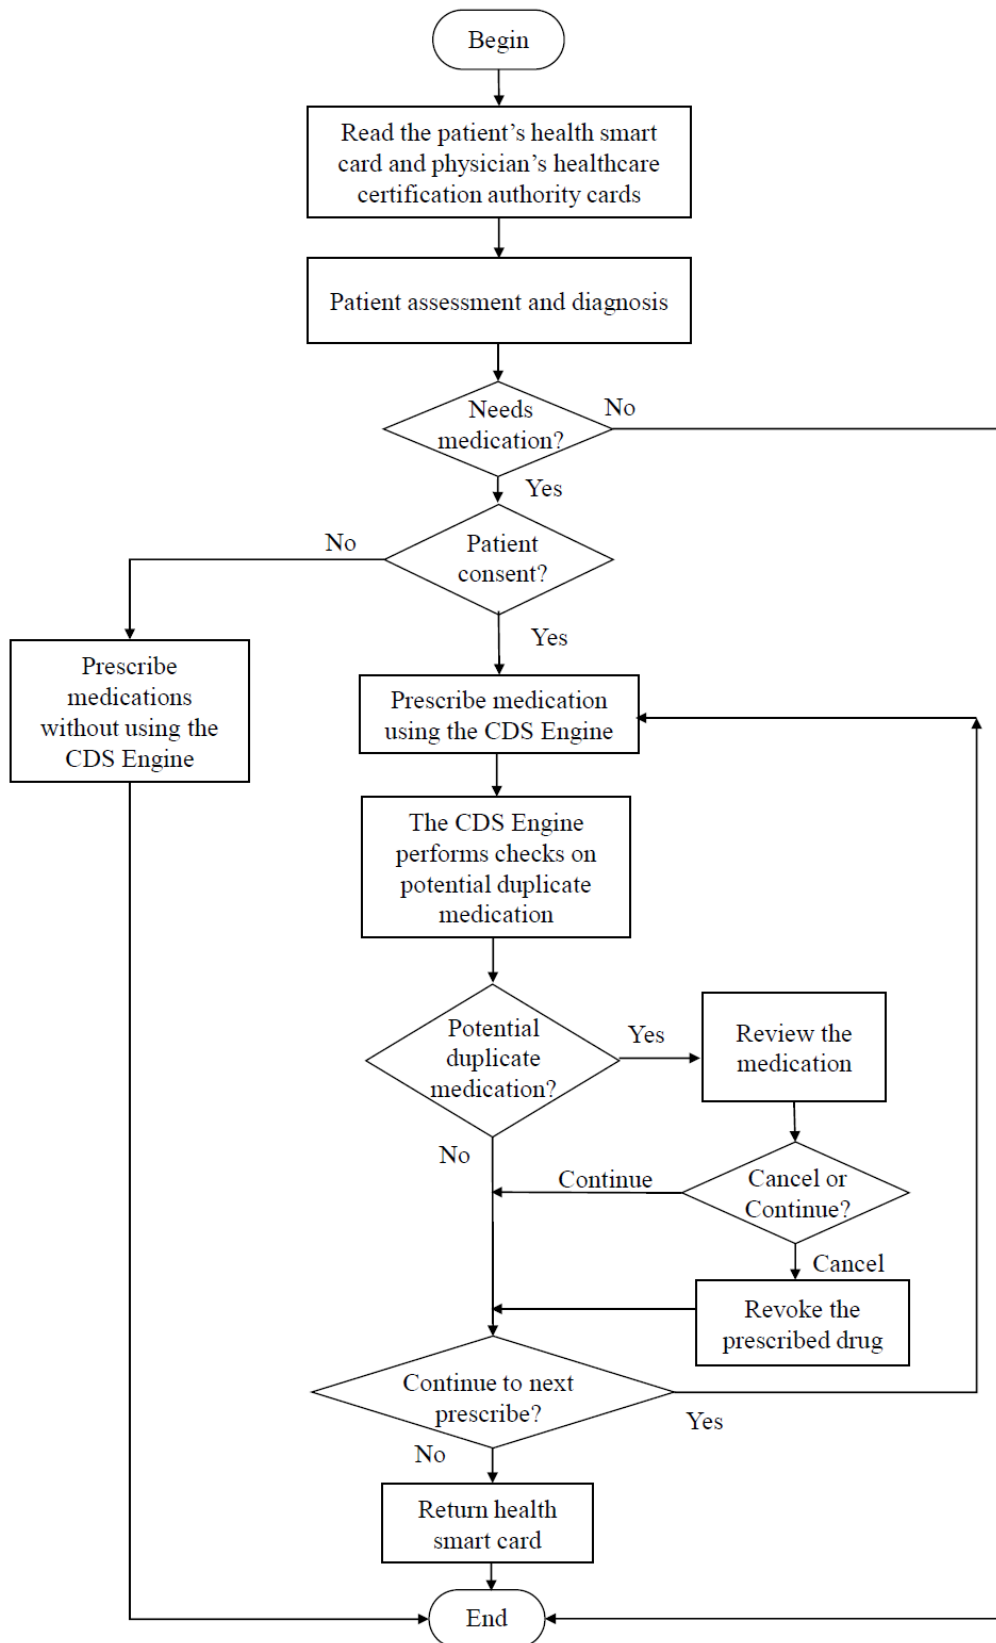 Begin
Read the patient’s health smart
card and physician’s healthcare
certification authority cards
Patient assessment and diagnosis
Needs
medication?
No
Yes
Patient
consent?
No
Yes
Prescribe
medications
without using the
CDS Engine
Prescribe medication
using the CDS Engine
The CDS Engine
performs checks on
potential duplicate
medication
Potential
duplicate
medication?
Yes
Review the
medication
No
Continue
Cancel or
Continue?
Cancel
Revoke the
prescribed drug
Continue to next
prescribe?
Yes
No
Return health
smart card
End